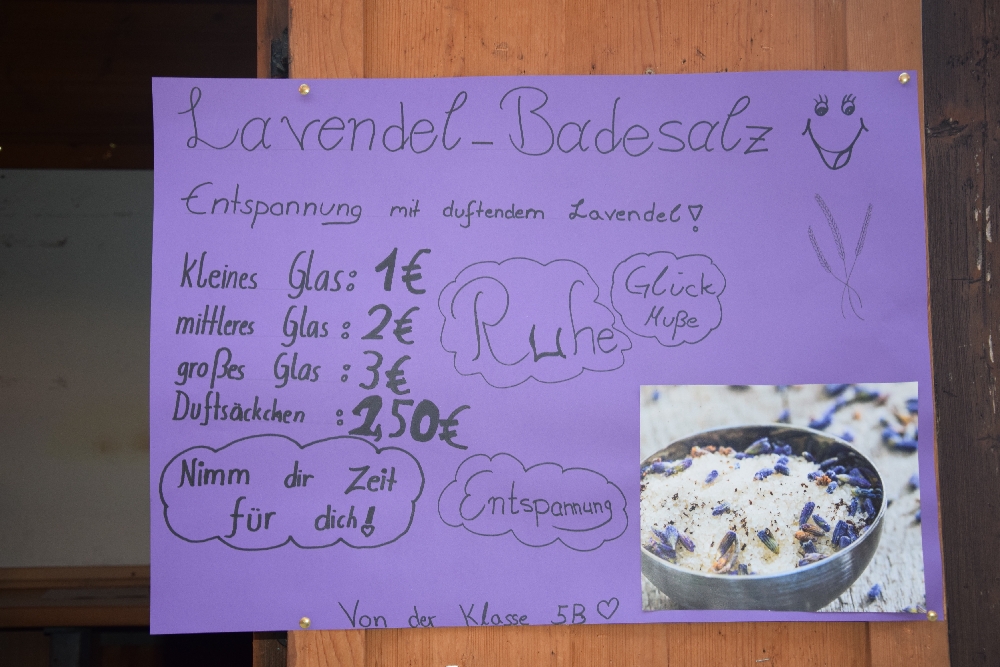 Lavendel-Badesalz
Entspannung mit duftendem Lavendel!
Kleines Glas: 1€
mittleres Glas: 2€
großes Glas: 3€
Duftsäckchen: 2,50€
Ruhe
Glück
Muße
Nimm dir Zeit
für dich!
Entspannung
Von der Klasse 5B ♡